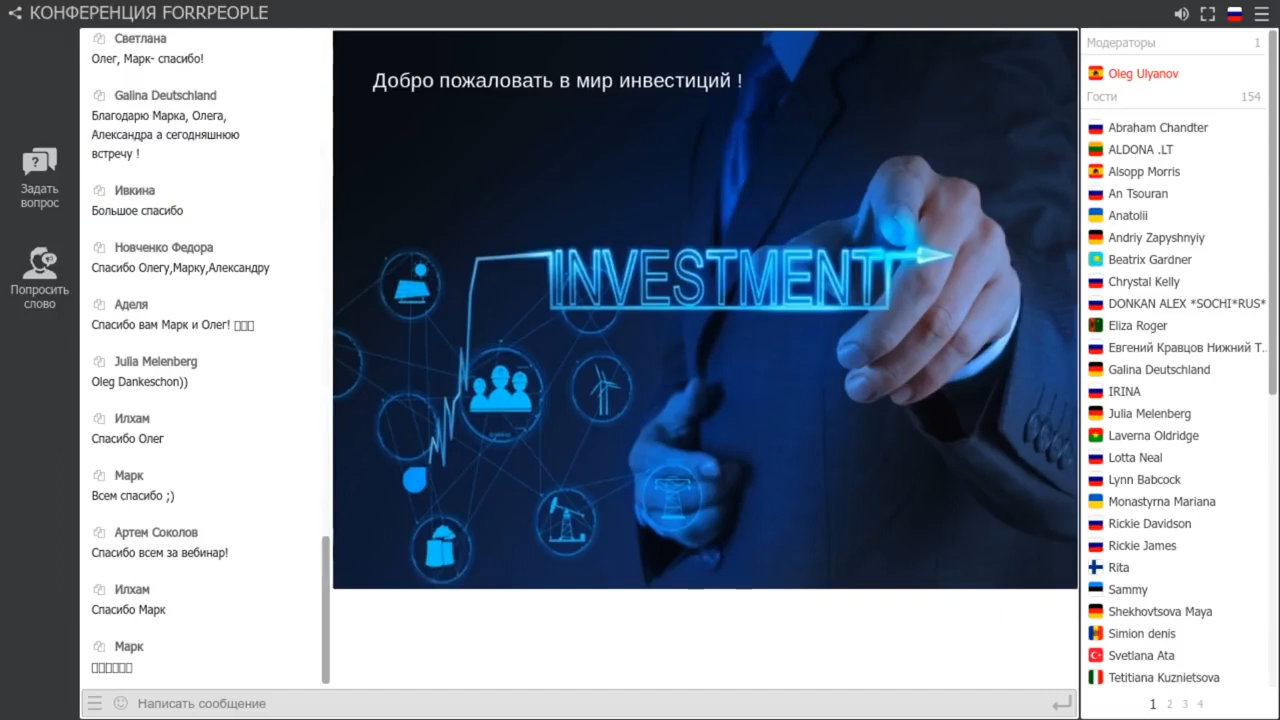 КОНФЕРЕНЦИЯ FORRPEOPLE
Задать
вопрос
Попросить
слово
Светлана
Олег, Марк- спасибо!
Galina Deutschland
Благодарю Марка, Олега,
Александра а сегодняшнюю
встречу !
Ивкина
Большое спасибо
Новченко Федора
Спасибо Олегу,Марку,Александру
Аделя
Спасибо вам Марк и Олег!
Julia Melenberg
Oleg Dankeschon))
Илхам
Спасибо Олег
Марк
Всем спасибо ;)
Артем Соколов
Спасибо всем за вебинар!
Илхам
Спасибо Марк
Марк
Написать сообщение
Добро пожаловать в мир инвестиций !
INVESTMENT
Модераторы 1
Oleg Ulyanov
Гости 154
Abraham Chandter
ALDONA .LT
Alsopp Morris
An Tsouran
Anatolii
Andriy Zapyshnyiy
Beatrix Gardner
Chrystal Kelly
DONKAN ALEX *SOCHI*RUS*
Eliza Roger
Евгений Кравцов Нижний Т..
Galina Deutschland
IRINA
Julia Melenberg
Laverna Oldridge
Lotta Neal
Lynn Babcock
Monastyrna Mariana
Rickie Davidson
Rickie James
Rita
Sammy
Shekhovtsova Maya
Simion denis
Svetlana Ata
Tetitiana Kuznietsova
1 2 3 4